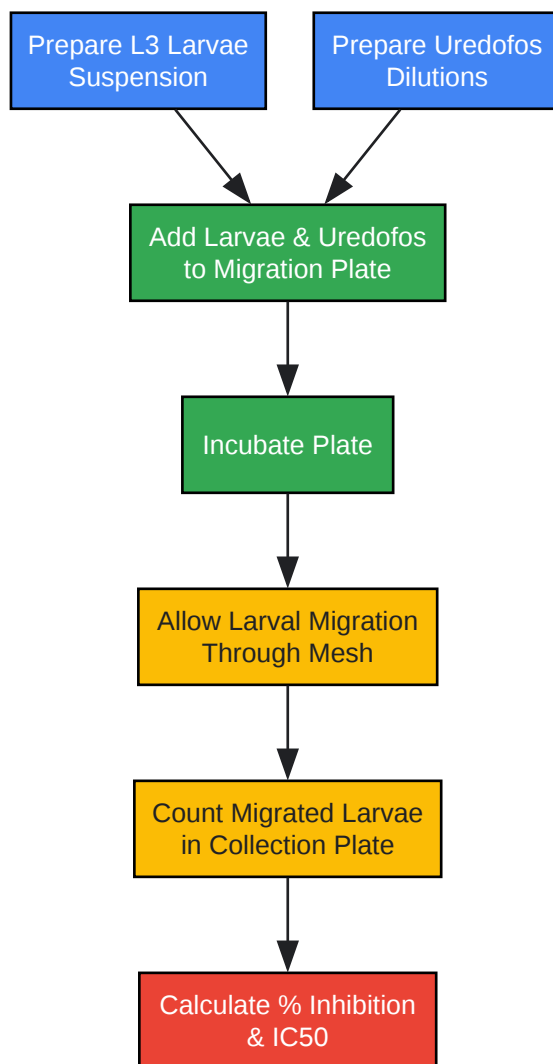 Prepare L3 Larvae
Suspension
Prepare Uredofos
Dilutions
Add Larvae & Uredofos
to Migration Plate
Incubate Plate
Allow Larval Migration
Through Mesh
Count Migrated Larvae
in Collection Plate
Calculate % Inhibition
& IC50